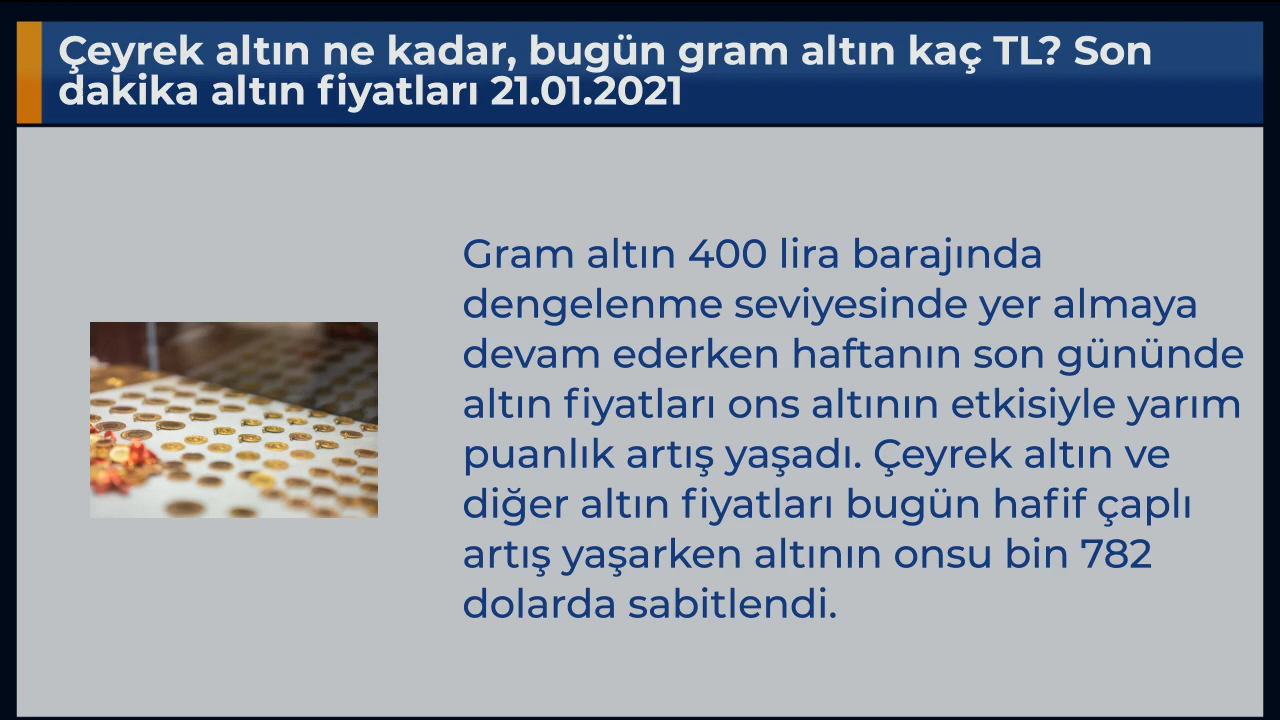 Çeyrek altın ne kadar, bugün gram altın kaç TL? Son
dakika altın fiyatları 21.01.2021
Gram altın 400 lira barajında
dengelenme seviyesinde yer almaya
devam ederken haftanın son gününde
altın fiyatları ons altının etkisiyle yarım
puanlık artış yaşadı. Çeyrek altın ve
diğer altın fiyatları bugün hafif çaplı
artış yaşarken altının onsu bin 782
dolarda sabitlendi.